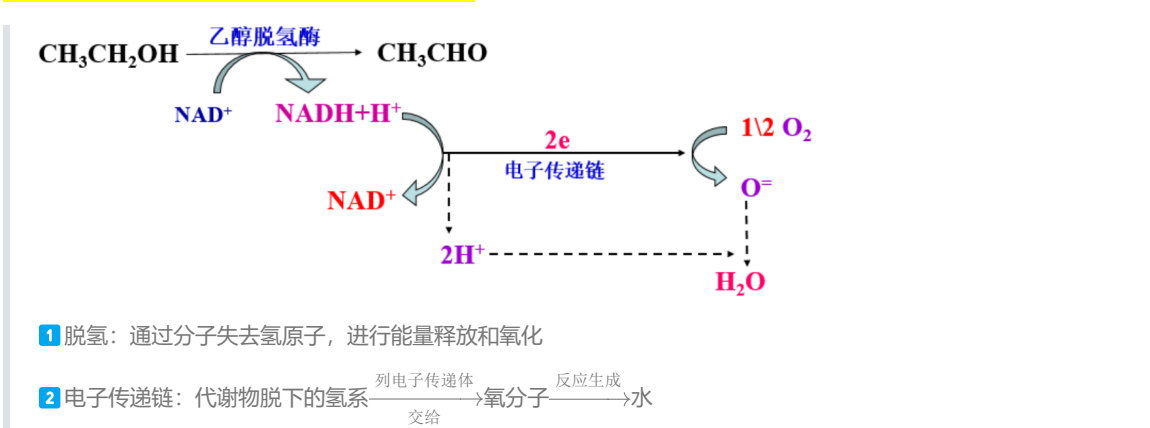 乙醇脱氢酶
CH₃CH₂OH CH₃CHO
NAD⁺ NADH+H⁺ 1\2 O₂
2e
电子传递链
NAD⁺ O⁼
2H⁺
H₂O
1 脱氢：通过分子失去氢原子，进行能量释放和氧化
列电子传递体 反应生成
2 电子传递链：代谢物脱下的氢系 氧分子 水
交给